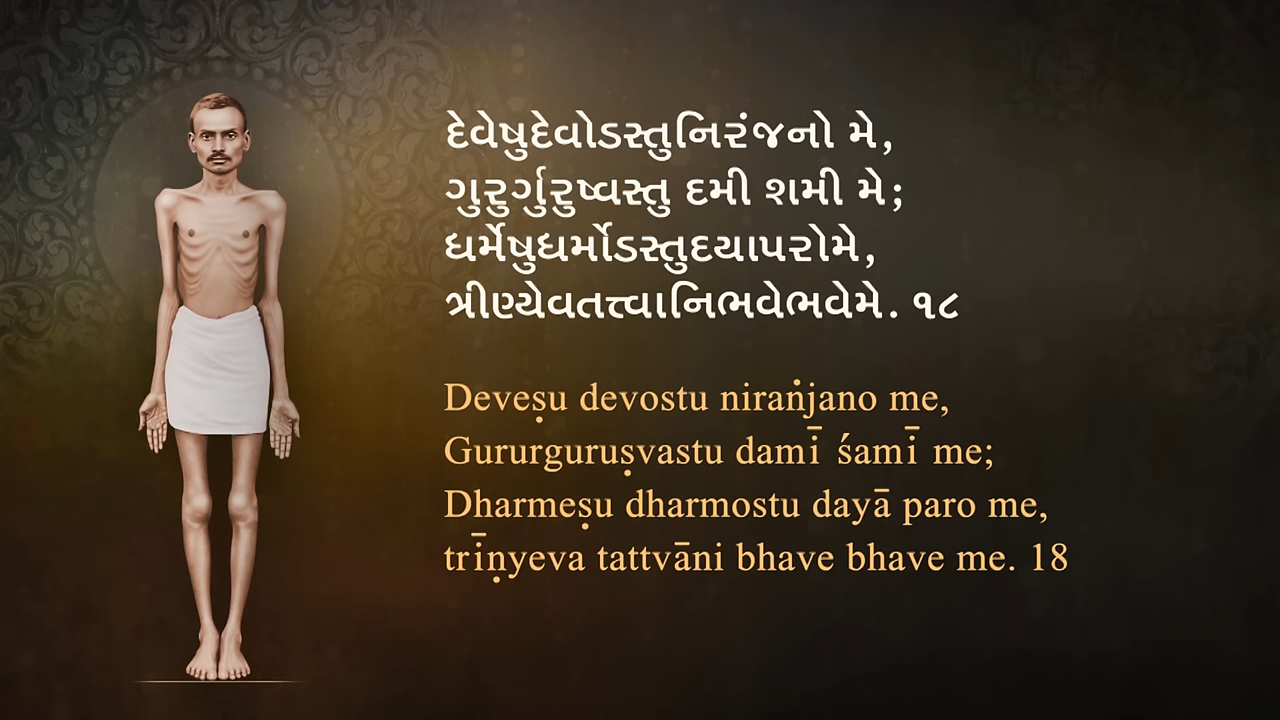 દેવેષુદેવોડસ્તુનિરંજનો મે,
ગુરુર્ગુરુષ્વસ્તુ દમી શમી મે;
ધર્મેષુધર્મોડસ્તુદયાપરોમે,
ત્રીણ્યેવતત્ત્વાનિભવેભવેમે. ૧૮
Deveṣu devostu niraṅjano me,
Gururguruṣvastu damī śamī me;
Dharmeṣu dharmostu dayā paro me,
trīṇyeva tattvāni bhave bhave me. 18